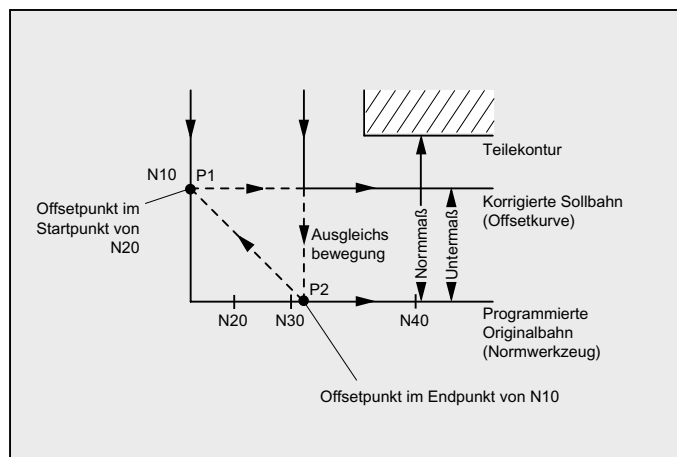 Teilekontur
N10
P1
Offsetpunkt im
Startpunkt von
N20
Korrigierte Sollbahn
(Offsetkurve)
Ausgleichs
bewegung
Normmaß
Untermaß
P2
N20
N30
N40
Programmierte
Originalbahn
(Normwerkzeug)
Offsetpunkt im Endpunkt von N10